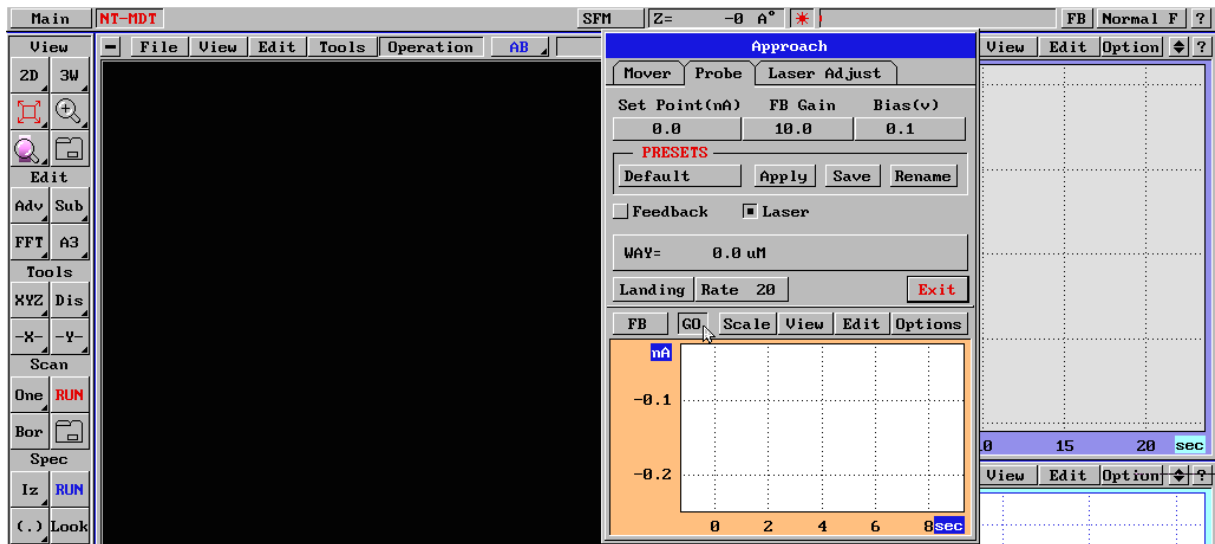 Main NT-MDT SFM Z= -0 A° FB Normal F ?
View
2D 3W
Edit
Adv Sub
FFT A3
Tools
XYZ Dis
-X- -Y-
Scan
One RUN
Bor
Spec
Iz RUN
(.) Look
File View Edit Tools Operation AB
Approach
Mover Probe Laser Adjust
Set Point(nA) FB Gain Bias(v)
0.0 10.0 0.1
PRESETS
Default Apply Save Rename
Feedback Laser
WAY= 0.0 uM
Landing Rate 20 Exit
FB GO Scale View Edit Options
nA
-0.1
-0.2
0 2 4 6 8 sec
View Edit Option ?
10 15 20 sec
View Edit Option ?